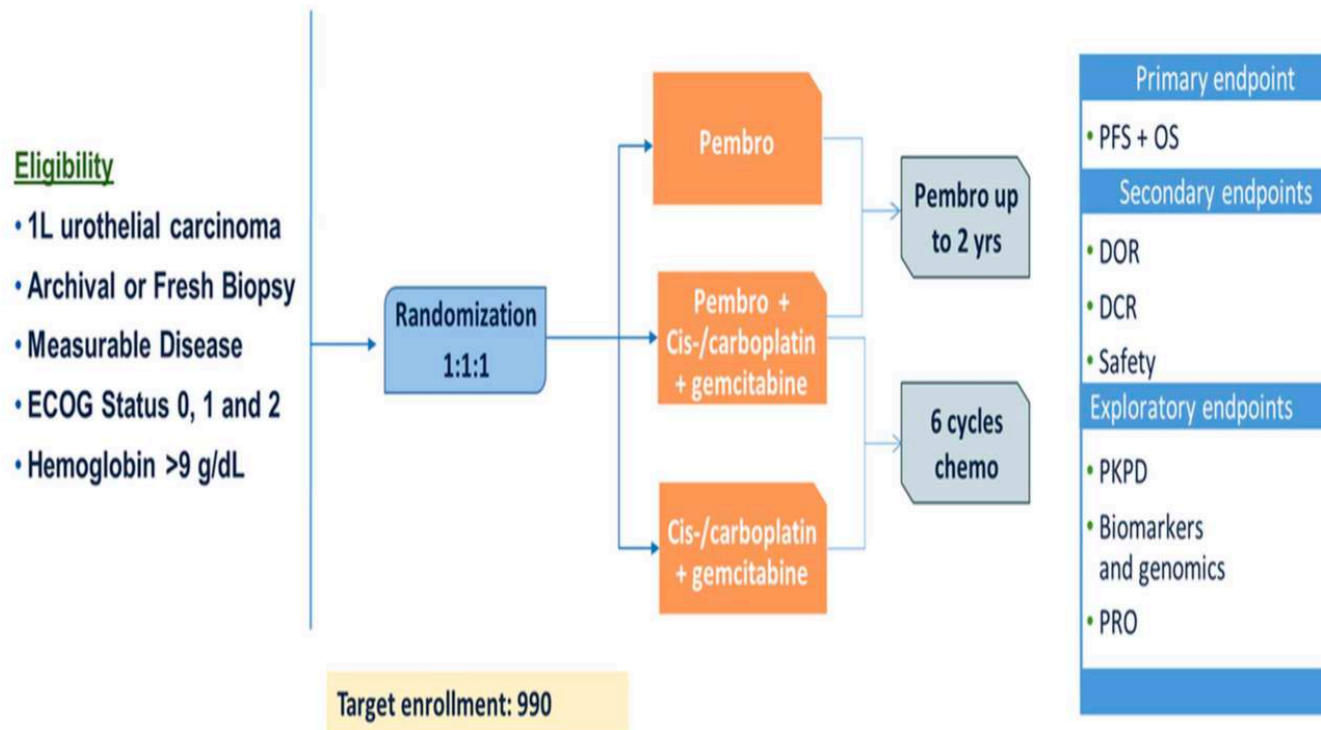 Eligibility
• 1L urothelial carcinoma
• Archival or Fresh Biopsy
• Measurable Disease
• ECOG Status 0, 1 and 2
• Hemoglobin >9 g/dL
Randomization
1:1:1
Target enrollment: 990
Pembro
Pembro +
Cis-/carboplatin
+ gemcitabine
Cis-/carboplatin
+ gemcitabine
Pembro up
to 2 yrs
6 cycles
chemo
Primary endpoint
• PFS + OS
Secondary endpoints
• DOR
• DCR
• Safety
Exploratory endpoints
• PKPD
• Biomarkers
and genomics
• PRO